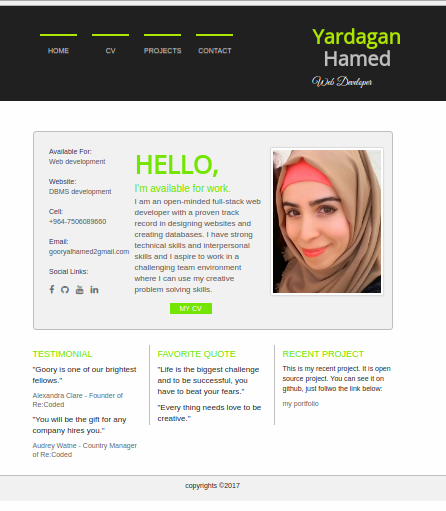 Yardagan
Hamed
Web Developer
HOME CV PROJECTS CONTACT
Available For:
Web development
Website:
DBMS development
Cell:
+964-7506089660
Email:
gooryalhamed2gmail.com
Social Links:
HELLO,
I'm available for work.
I am an open-minded full-stack web
developer with a proven track
record in designing websites and
creating databases. I have strong
technical skills and interpersonal
skills and I aspire to work in a
challenging team environment
where I can use my creative
problem solving skills.
MY CV
TESTIMONIAL
"Goory is one of our brightest
fellows."
Alexandra Clare - Founder of
Re:Coded
"You will be the gift for any
company hires you."
Audrey Watne - Country Manager
of Re:Coded
FAVORITE QUOTE
"Life is the biggest challenge
and to be successful, you
have to beat your fears."
"Every thing needs love to be
creative."
RECENT PROJECT
This is my recent project. it is open
source project. You can see it on
github, just follwo the link below:
my portfolio
copyrights ©2017